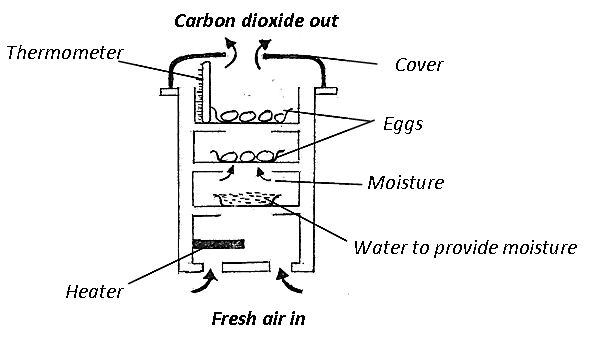 Carbon dioxide out
Thermometer
Cover
Eggs
Moisture
Water to provide moisture
Heater
Fresh air in